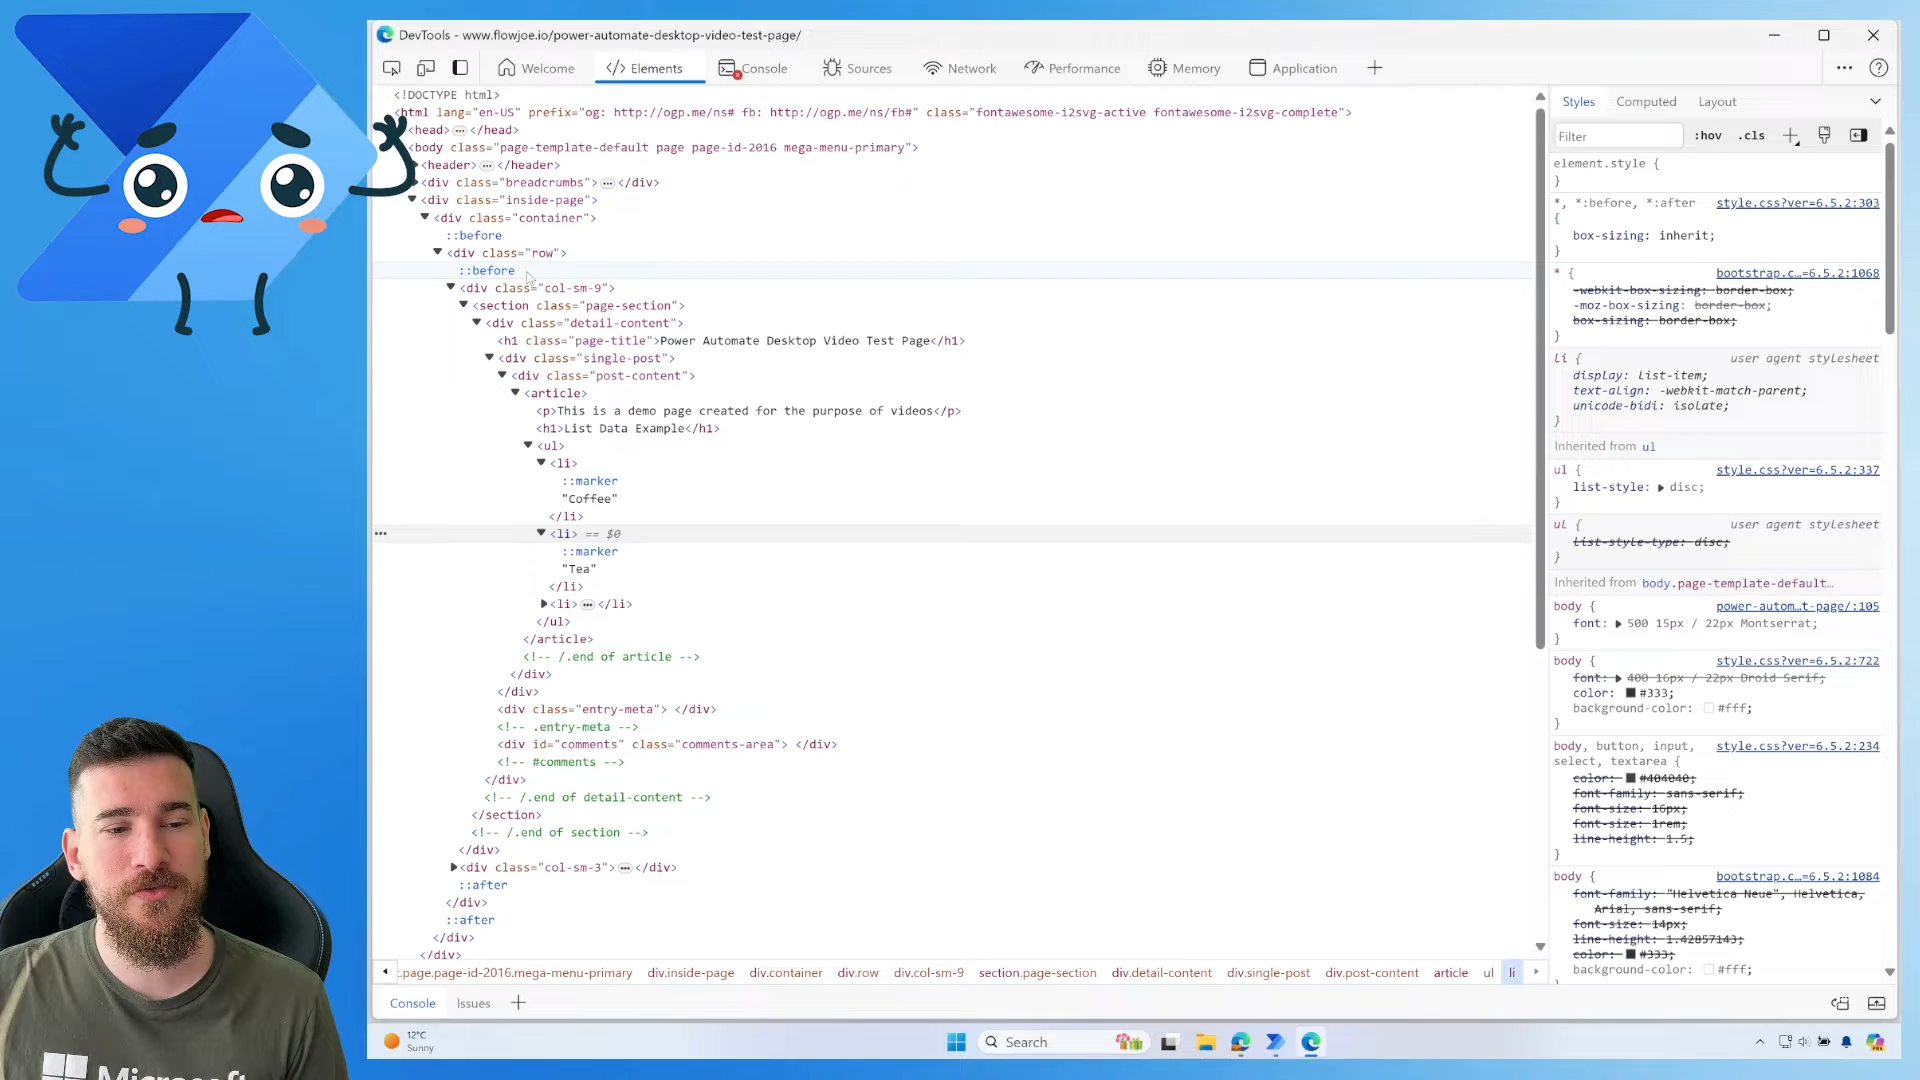 DevTools - www.flowjoe.io/power-automate-desktop-video-test-page/
Welcome
</> Elements
Console
Sources
Network
Performance
Memory
Application
<!DOCTYPE html>
<html lang="en-US" prefix="og: http://ogp.me/ns# fb: http://ogp.me/ns/fb#" class="fontawesome-i2svg-active fontawesome-i2svg-complete">
<head> ... </head>
<body class="page-template-default page page-id-2016 mega-menu-primary">
<header> ... </header>
<div class="breadcrumbs"> ... </div>
<div class="inside-page">
<div class="container">
::before
<div class="row">
::before
<div class="col-sm-9">
<section class="page-section">
<div class="detail-content">
<h1 class="page-title">Power Automate Desktop Video Test Page</h1>
<div class="single-post">
<div class="post-content">
<article>
<p>This is a demo page created for the purpose of videos</p>
<h1>List Data Example</h1>
<ul>
<li>
::marker
"Coffee"
</li>
<li> == $0
::marker
"Tea"
</li>
<li> ... </li>
</ul>
</article>
<!-- /.end of article -->
</div>
</div>
<div class="entry-meta"> </div>
<!-- .entry-meta -->
<div id="comments" class="comments-area"> </div>
<!-- #comments -->
</div>
<!-- /.end of detail-content -->
</section>
<!-- /.end of section -->
</div>
<div class="col-sm-3"> ... </div>
::after
</div>
::after
</div>
</div>
Styles Computed Layout
Filter :hov .cls
element.style {
}
*, *:before, *:after style.css?ver=6.5.2:303
{
box-sizing: inherit;
}
* { bootstrap.c…=6.5.2:1068
-webkit-box-sizing: border-box;
-moz-box-sizing: border-box;
box-sizing: border-box;
}
li { user agent stylesheet
display: list-item;
text-align: -webkit-match-parent;
unicode-bidi: isolate;
}
Inherited from ul
ul { style.css?ver=6.5.2:337
list-style: disc;
}
ul { user agent stylesheet
list-style-type: disc;
}
Inherited from body.page-template-default…
body { power-autom…t-page/:105
font: 500 15px / 22px Montserrat;
}
body { style.css?ver=6.5.2:722
font: 400 16px / 22px Droid Serif;
color: #333;
background-color: #fff;
}
body, button, input, style.css?ver=6.5.2:234
select, textarea {
color: #404040;
font-family: sans-serif;
font-size: 16px;
font-size: 1rem;
line-height: 1.5;
}
body { bootstrap.c…=6.5.2:1084
font-family: "Helvetica Neue", Helvetica,
Arial, sans-serif;
font-size: 14px;
line-height: 1.42857143;
color: #333;
background-color: #fff;
}
:.page.page-id-2016.mega-menu-primary div.inside-page div.container div.row div.col-sm-9 section.page-section div.detail-content div.single-post div.post-content article ul li
Console Issues
12°C
Sunny
Search
Microsoft